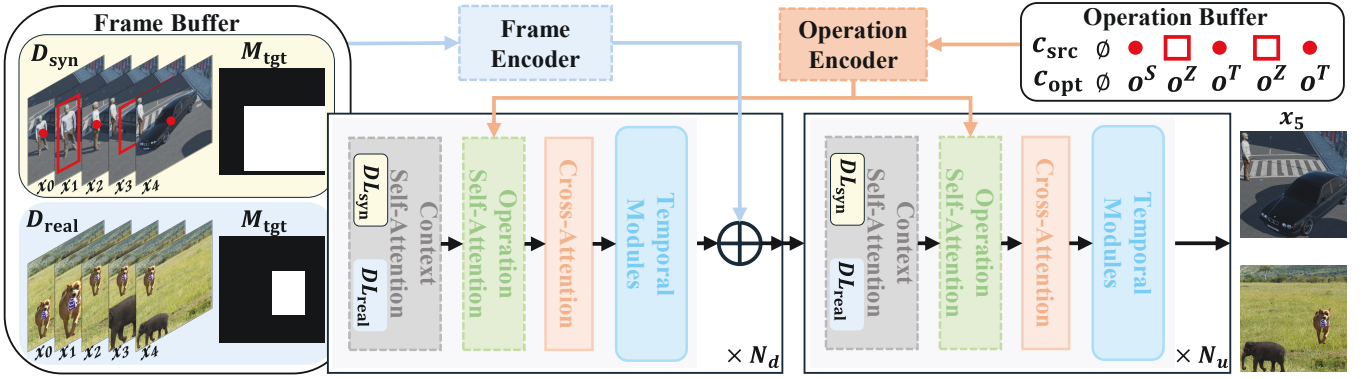 Frame Buffer
D_syn
M_tgt
x0 x1 x2 x3 x4
D_real
M_tgt
x0 x1 x2 x3 x4
Frame
Encoder
Operation
Encoder
Operation Buffer
c_src ∅
c_opt ∅ o^S o^Z o^T o^Z o^T
DL_syn
DL_real
Context
Self-Attention
Operation
Self-Attention
Cross-Attention
Temporal
Modules
× N_d
DL_syn
DL_real
Context
Self-Attention
Operation
Self-Attention
Cross-Attention
Temporal
Modules
× N_u
x_5